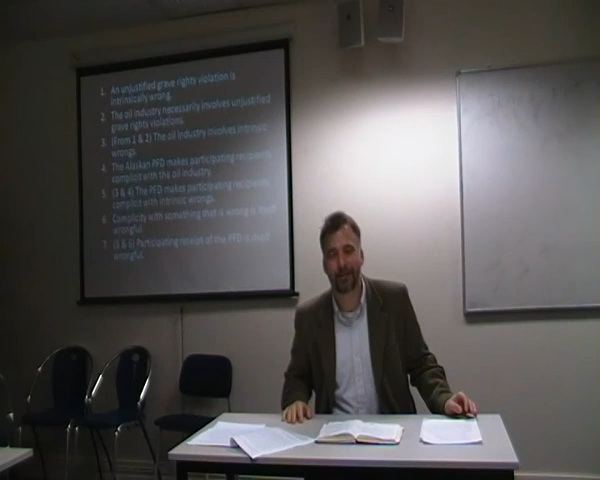 1. An unjustified grave rights violation is
intrinsically wrong.
2. The oil industry necessarily involves unjustified
grave rights violations.
3. (From 1 & 2) The oil industry involves intrinsic
wrongs.
4. The Alaskan PFD makes participating recipients
complicit with the oil industry.
5. (3 & 4) The PFD makes participating recipients
complicit with intrinsic wrongs.
6. Complicity with something that is wrong is itself
wrongful.
7. (5 & 6) Participating receipt of the PFD is itself
wrongful.